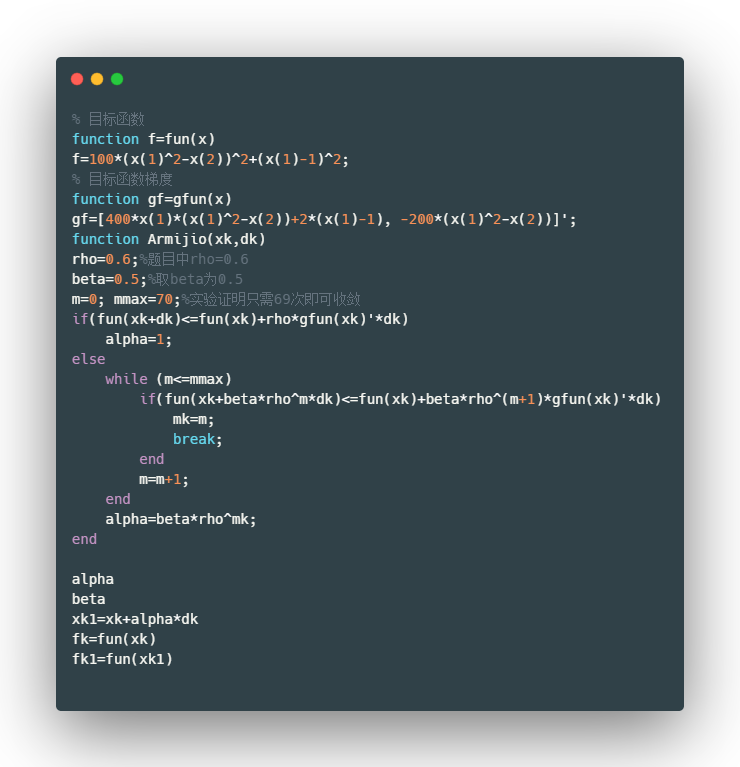 % 目标函数
function f=fun(x)
f=100*(x(1)^2-x(2))^2+(x(1)-1)^2;
% 目标函数梯度
function gf=gfun(x)
gf=[400*x(1)*(x(1)^2-x(2))+2*(x(1)-1), -200*(x(1)^2-x(2))]';
function Armijio(xk,dk)
rho=0.6;%题目中rho=0.6
beta=0.5;%取beta为0.5
m=0; mmax=70;%实验证明只需69次即可收敛
if(fun(xk+dk)<=fun(xk)+rho*gfun(xk)'*dk)
    alpha=1;
else
    while (m<=mmax)
        if(fun(xk+beta*rho^m*dk)<=fun(xk)+beta*rho^(m+1)*gfun(xk)'*dk)
            mk=m;
            break;
        end
        m=m+1;
    end
    alpha=beta*rho^mk;
end
alpha
beta
xk1=xk+alpha*dk
fk=fun(xk)
fk1=fun(xk1)